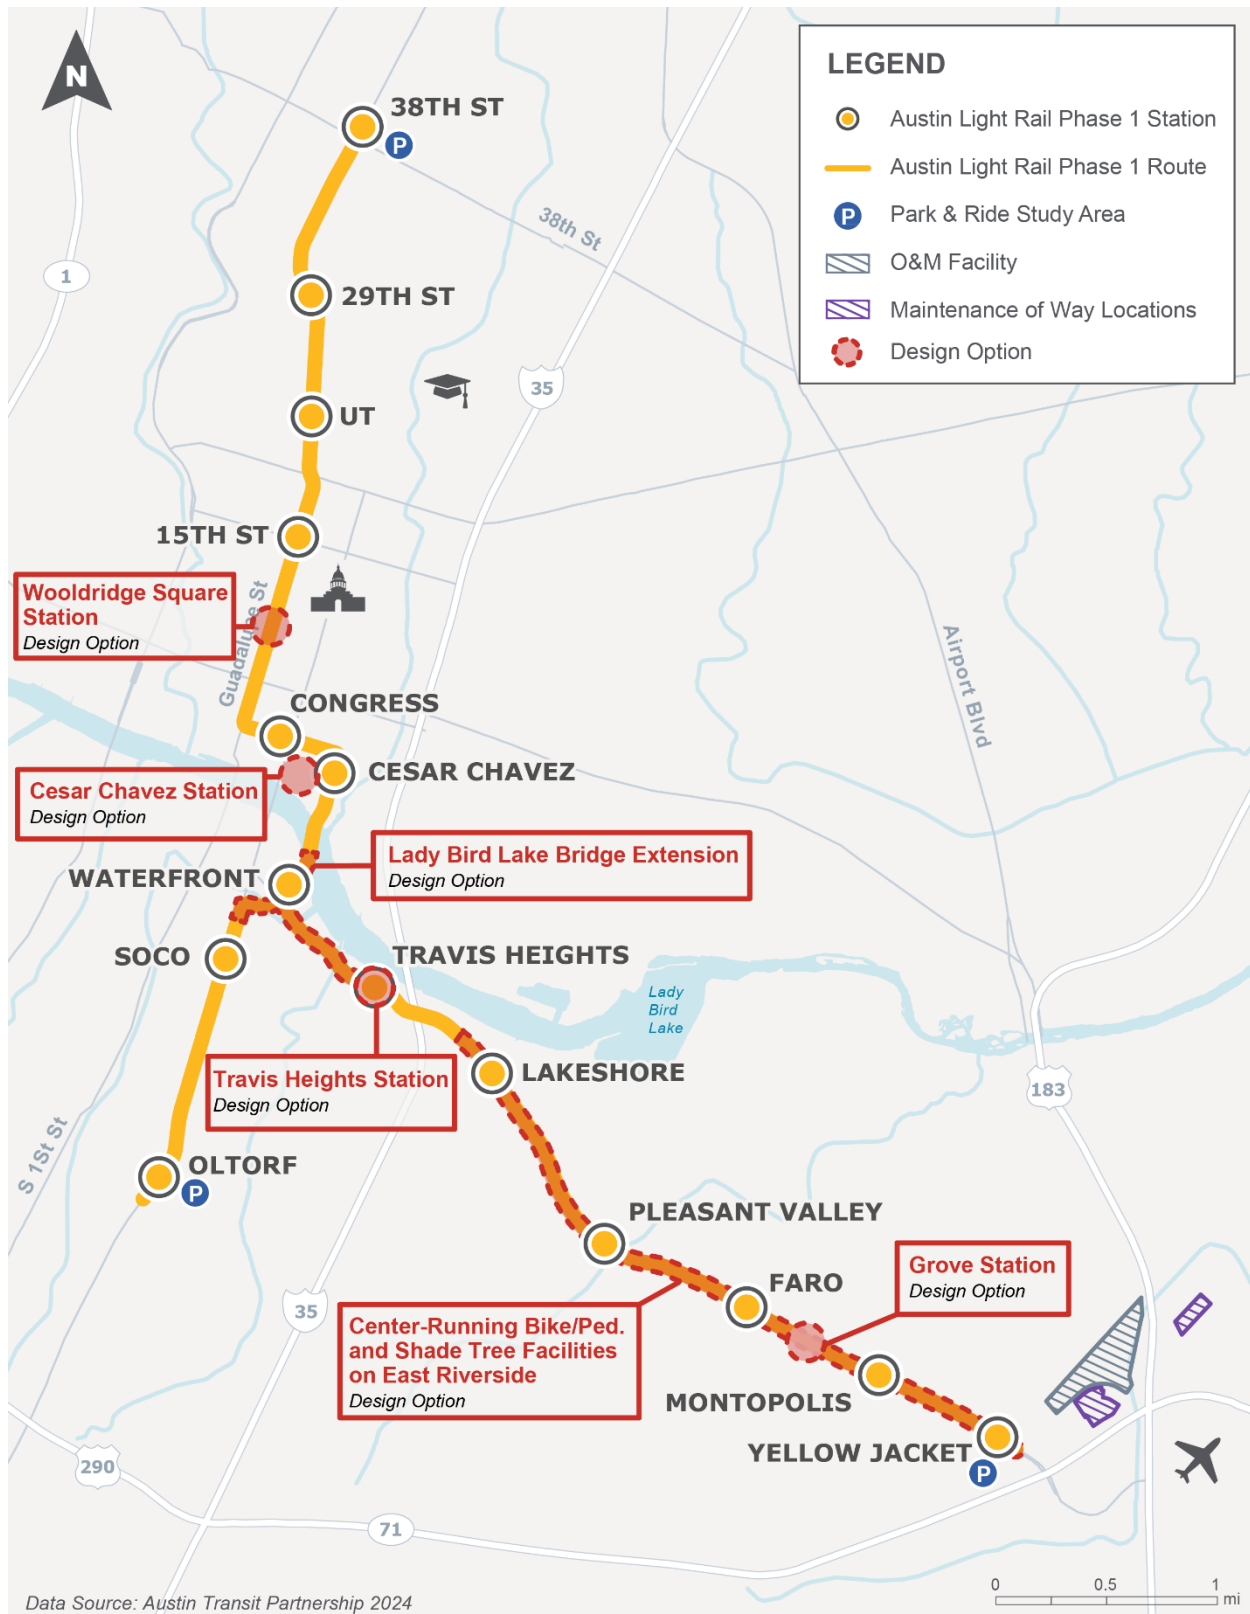 N
38TH ST
P
38th St
29TH ST
1
35
UT
15TH ST
Wooldridge Square
Station
Design Option
Guadalupe St
Airport Blvd
CONGRESS
CESAR CHAVEZ
Cesar Chavez Station
Design Option
Lady Bird Lake Bridge Extension
Design Option
WATERFRONT
SOCO
TRAVIS HEIGHTS
Lady
Bird
Lake
Travis Heights Station
Design Option
LAKESHORE
183
S 1St St
OLTORF
P
PLEASANT VALLEY
FARO
Grove Station
Design Option
35
Center-Running Bike/Ped.
and Shade Tree Facilities
on East Riverside
Design Option
MONTOPOLIS
YELLOW JACKET
P
290
71
LEGEND
Austin Light Rail Phase 1 Station
Austin Light Rail Phase 1 Route
P Park & Ride Study Area
O&M Facility
Maintenance of Way Locations
Design Option
0 0.5 1
mi
Data Source: Austin Transit Partnership 2024